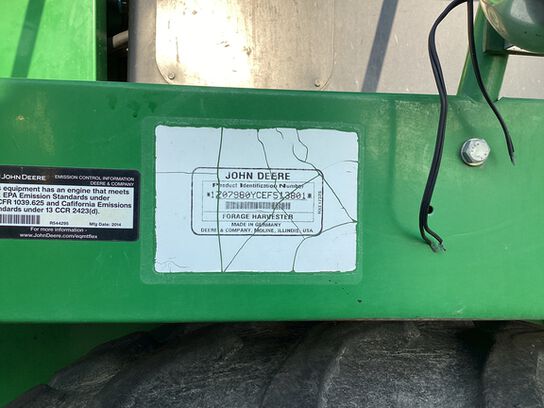 JOHN DEERE EMISSION CONTROL INFORMATION
DEERE & COMPANY
s equipment has an engine that meets
EPA Emission Standards under
CFR 1039.625 and California Emissions
ndards under 13 CCR 2423(d).
R544295 Mfg Date: 2014
For more information
www.JohnDeere.com/eqmtflex
JOHN DEERE
Product Identification Number
*1Z07980YCEF513801*
FORAGE HARVESTER
MADE IN GERMANY
DEERE & COMPANY, MOLINE, ILLINOIS, USA